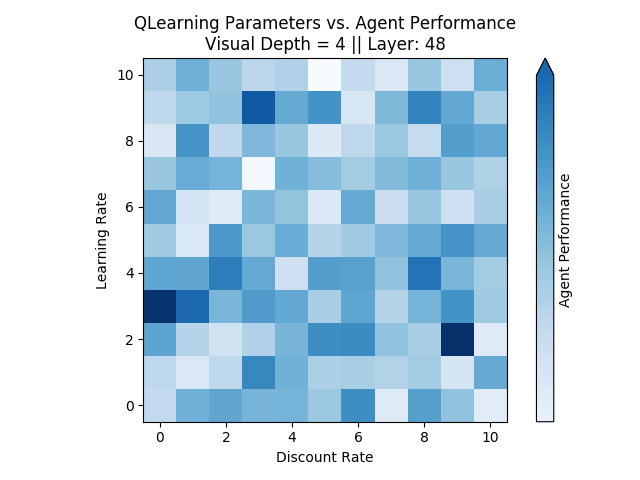 QLearning Parameters vs. Agent Performance
Visual Depth = 4 || Layer: 48
10
8
6
4
2
0
Learning Rate
0 2 4 6 8 10
Discount Rate
Agent Performance